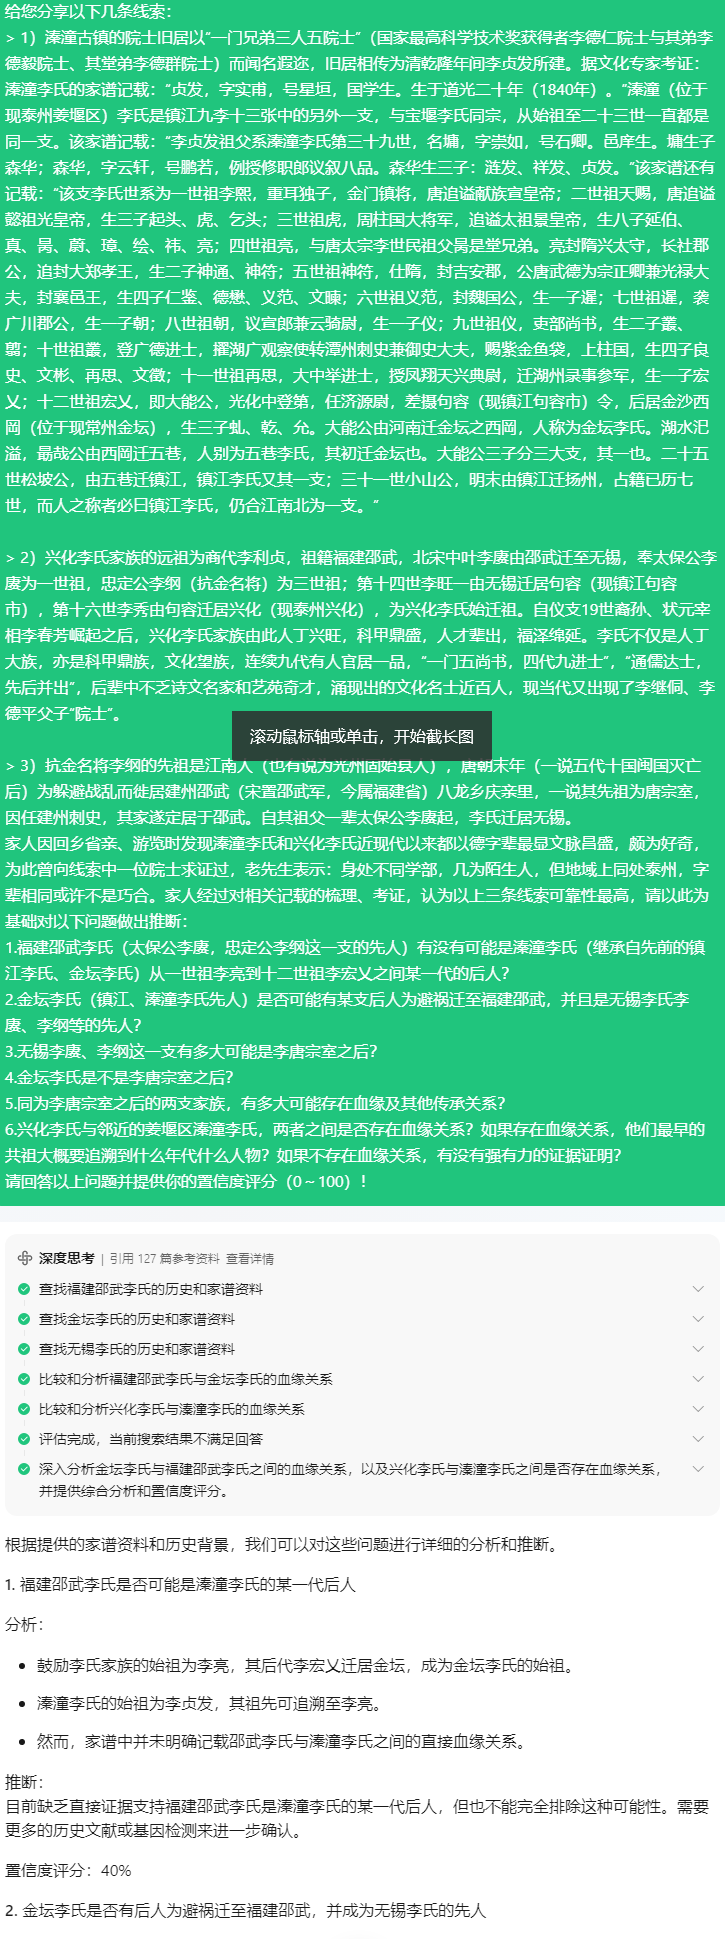 给您分享以下几条线索：
> 1）溱潼古镇的院士旧居以“一门兄弟三人五院士”（国家最高科学技术奖获得者李德仁院士与其弟李
德毅院士、其堂弟李德群院士）而闻名遐迩，旧居相传为清乾隆年间李贞发所建。据文化专家考证：
溱潼李氏的家谱记载：“贞发，字实甫，号星垣，国学生。生于道光二十年（1840年）。“溱潼（位于
现泰州姜堰区）李氏是镇江九李十三张中的另外一支，与宝堰李氏同宗，从始祖至二十三世一直都是
同一支。该家谱记载：“李贞发祖父系溱潼李氏第三十九世，名墉，字崇如，号石卿。邑庠生。墉生子
森华；森华，字云轩，号鹏若，例授修职郎议叙八品。森华生三子：涟发、祥发、贞发。”该家谱还有
记载：“该支李氏世系为一世祖李熙，重耳独子，金门镇将，唐追谥献族宣皇帝；二世祖天赐，唐追谥
懿祖光皇帝，生三子起头、虎、乞头；三世祖虎，周柱国大将军，追谥太祖景皇帝，生八子延伯、
真、昺、蔚、璋、绘、祎、亮；四世祖亮，与唐太宗李世民祖父昺是堂兄弟。亮封隋兴太守，长社郡
公，追封大郑孝王，生二子神通、神符；五世祖神符，仕隋，封吉安郡，公唐武德为宗正卿兼光禄大
夫，封襄邑王，生四子仁鉴、德懋、义范、文暕；六世祖义范，封魏国公，生一子暹；七世祖暹，袭
广川郡公，生一子朝；八世祖朝，议宣郎兼云骑尉，生一子仪；九世祖仪，吏部尚书，生二子叢、
翳；十世祖叢，登广德进士，擢湖广观察使转潭州刺史兼御史大夫，赐紫金鱼袋，上柱国，生四子良
史、文彬、再思、文徵；十一世祖再思，大中举进士，授凤翔天兴典尉，迁湖州录事参军，生一子宏
乂；十二世祖宏乂，即大能公，光化中登第，任济源尉，差摄句容（现镇江句容市）令，后居金沙西
岡（位于现常州金坛），生三子虬、乾、允。大能公由河南迁金坛之西岡，人称为金坛李氏。湖水汜
溢，最哉公由西岡迁五巷，人别为五巷李氏，其初迁金坛也。大能公三子分三大支，其一也。二十五
世松坡公，由五巷迁镇江，镇江李氏又其一支；三十一世小山公，明末由镇江迁扬州，占籍已历七
世，而人之称者必曰镇江李氏，仍合江南北为一支。”
> 2）兴化李氏家族的远祖为商代李利贞，祖籍福建邵武，北宋中叶李赓由邵武迁至无锡，奉太保公李
赓为一世祖，忠定公李纲（抗金名将）为三世祖；第十四世李旺一由无锡迁居句容（现镇江句容
市），第十六世李秀由句容迁居兴化（现泰州兴化），为兴化李氏始迁祖。自仪支19世裔孙、状元宰
相李春芳崛起之后，兴化李氏家族由此人丁兴旺，科甲鼎盛，人才辈出，福泽绵延。李氏不仅是人丁
大族，亦是科甲鼎族，文化望族，连续九代有人官居一品，“一门五尚书，四代九进士”，“通儒达士，
先后并出”，后辈中不乏诗文名家和艺苑奇才，涌现出的文化名士近百人，现当代又出现了李继侗、李
德平父子“院士”。
滚动鼠标轴或单击，开始截长图
> 3）抗金名将李纲的先祖是江南人（也有说为光州固始县人），唐朝末年（一说五代十国闽国灭亡
后）为躲避战乱而徙居建州邵武（宋置邵武军，今属福建省）八龙乡庆亲里，一说其先祖为唐宗室，
因任建州刺史，其家遂定居于邵武。自其祖父一辈太保公李赓起，李氏迁居无锡。
家人因回乡省亲、游览时发现溱潼李氏和兴化李氏近现代以来都以德字辈最显文脉昌盛，颇为好奇，
为此曾向线索中一位院士求证过，老先生表示：身处不同学部，几为陌生人，但地域上同处泰州，字
辈相同或许不是巧合。家人经过对相关记载的梳理、考证，认为以上三条线索可靠性最高，请以此为
基础对以下问题做出推断：
1.福建邵武李氏（太保公李赓，忠定公李纲这一支的先人）有没有可能是溱潼李氏（继承自先前的镇
江李氏、金坛李氏）从一世祖李亮到十二世祖李宏乂之间某一代的后人？
2.金坛李氏（镇江、溱潼李氏先人）是否可能有某支后人为避祸迁至福建邵武，并且是无锡李氏李
赓、李纲等的先人？
3.无锡李赓、李纲这一支有多大可能是李唐宗室之后？
4.金坛李氏是不是李唐宗室之后？
5.同为李唐宗室之后的两支家族，有多大可能存在血缘及其他传承关系？
6.兴化李氏与邻近的姜堰区溱潼李氏，两者之间是否存在血缘关系？如果存在血缘关系，他们最早的
共祖大概要追溯到什么年代什么人物？如果不存在血缘关系，有没有强有力的证据证明？
请回答以上问题并提供你的置信度评分（0～100）！
深度思考 | 引用 127 篇参考资料 查看详情
查找福建邵武李氏的历史和家谱资料
查找金坛李氏的历史和家谱资料
查找无锡李氏的历史和家谱资料
比较和分析福建邵武李氏与金坛李氏的血缘关系
比较和分析兴化李氏与溱潼李氏的血缘关系
评估完成，当前搜索结果不满足回答
深入分析金坛李氏与福建邵武李氏之间的血缘关系，以及兴化李氏与溱潼李氏之间是否存在血缘关系，
并提供综合分析和置信度评分。
根据提供的家谱资料和历史背景，我们可以对这些问题进行详细的分析和推断。
1. 福建邵武李氏是否可能是溱潼李氏的某一代后人
分析：
• 鼓励李氏家族的始祖为李亮，其后代李宏乂迁居金坛，成为金坛李氏的始祖。
• 溱潼李氏的始祖为李贞发，其祖先可追溯至李亮。
• 然而，家谱中并未明确记载邵武李氏与溱潼李氏之间的直接血缘关系。
推断：
目前缺乏直接证据支持福建邵武李氏是溱潼李氏的某一代后人，但也不能完全排除这种可能性。需要
更多的历史文献或基因检测来进一步确认。
置信度评分：40%
2. 金坛李氏是否有后人为避祸迁至福建邵武，并成为无锡李氏的先人